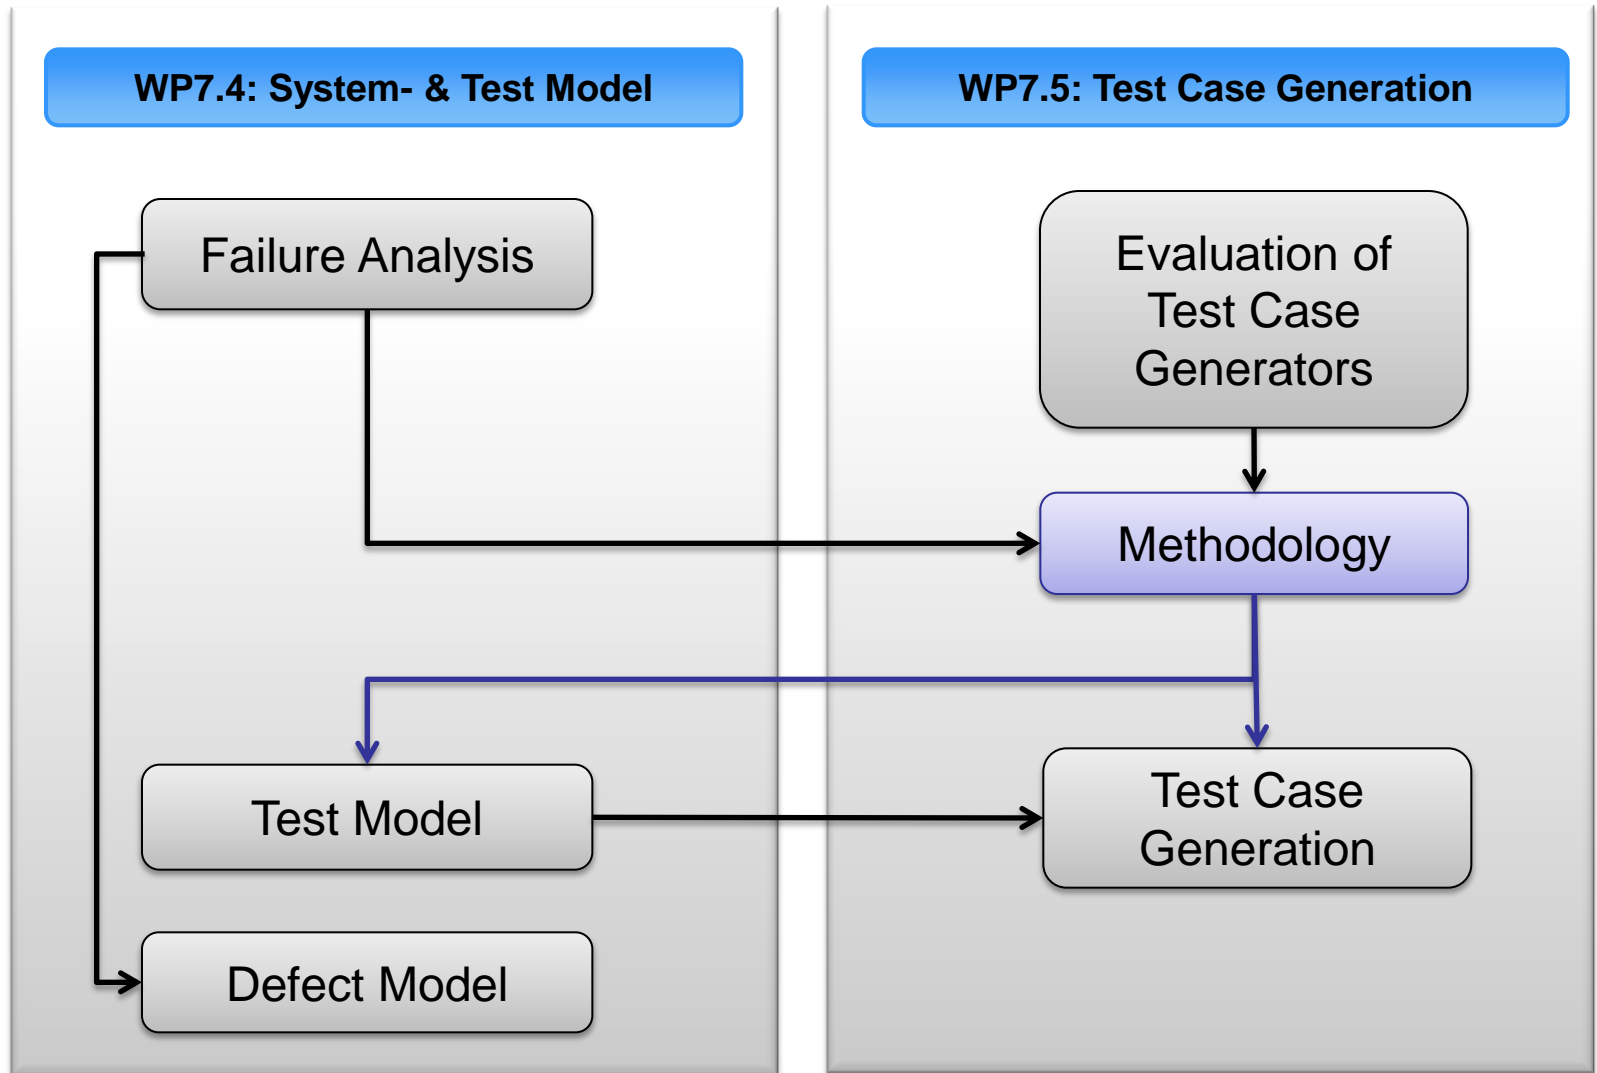 WP7.4: System- & Test Model
Failure Analysis
Test Model
Defect Model
WP7.5: Test Case Generation
Evaluation of
Test Case
Generators
Methodology
Test Case
Generation